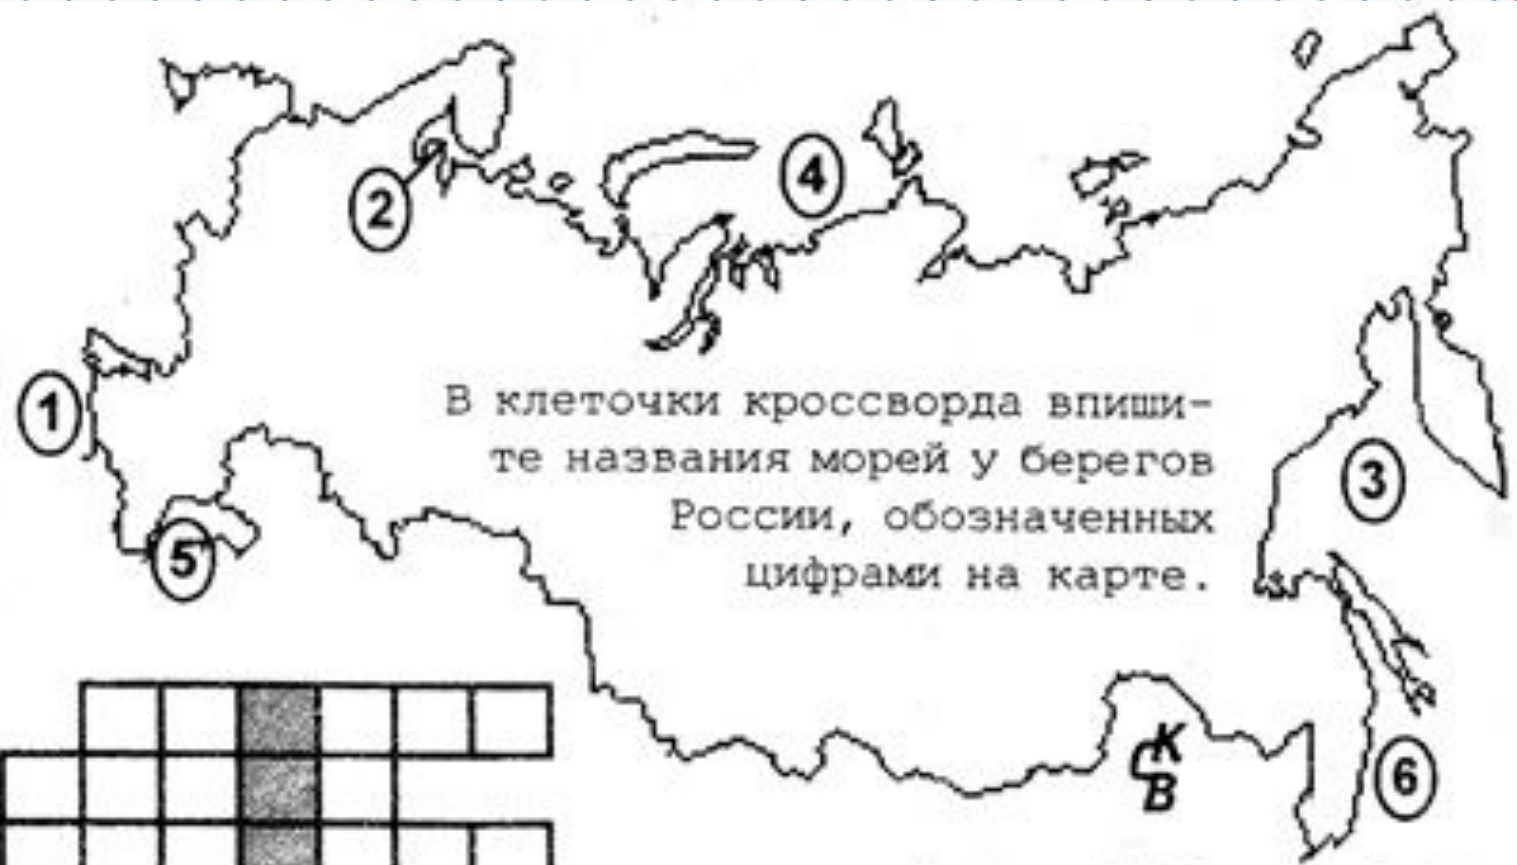 4
2
1
В клеточки кроссворда впиши-
те названия морей у берегов
России, обозначенных
цифрами на карте.
3
5
К
В
6